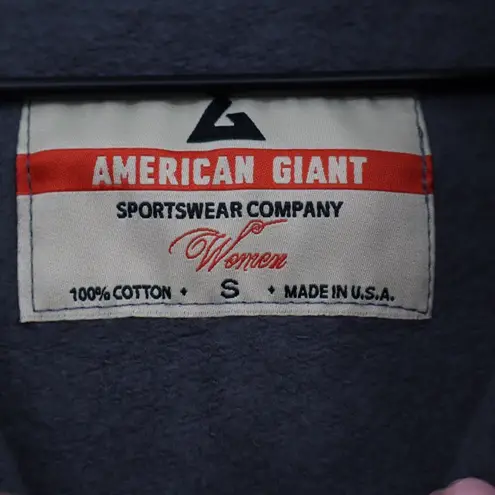 AMERICAN GIANT
SPORTSWEAR COMPANY
Women
100% COTTON • S • MADE IN U.S.A.